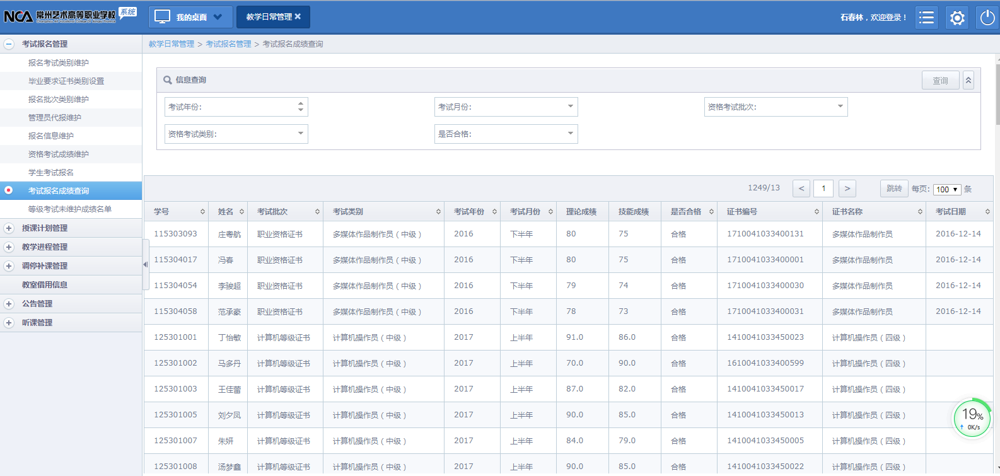 NCA 常州艺术高等职业学校 系统
我的桌面
教学日常管理 ×
石春林，欢迎登录！
考试报名管理
报名考试类别维护
毕业要求证书类别设置
报名批次类别维护
管理员代报维护
报名信息维护
资格考试成绩维护
学生考试报名
考试报名成绩查询
等级考试未维护成绩名单
授课计划管理
教学进程管理
调停补课管理
教室借用信息
公告管理
听课管理
教学日常管理 > 考试报名管理 > 考试报名成绩查询
信息查询 查询
考试年份: 考试月份: 资格考试批次:
资格考试类别: 是否合格:
1249/13 < 1 > 跳转 每页: 100 条
学号 姓名 考试批次 考试类别 考试年份 考试月份 理论成绩 技能成绩 是否合格 证书编号 证书名称 考试日期
115303093 庄粤航 职业资格证书 多媒体作品制作员（中级） 2016 下半年 80 75 合格 1710041033400131 多媒体作品制作员 2016-12-14
115304017 冯春 职业资格证书 多媒体作品制作员（中级） 2016 下半年 80 75 合格 1710041033400001 多媒体作品制作员 2016-12-14
115304054 李骏超 职业资格证书 多媒体作品制作员（中级） 2016 下半年 79 74 合格 1710041033400030 多媒体作品制作员 2016-12-14
115304058 范承豪 职业资格证书 多媒体作品制作员（中级） 2016 下半年 78 73 合格 1710041033400031 多媒体作品制作员 2016-12-14
125301001 丁怡敏 计算机等级证书 计算机操作员（中级） 2017 上半年 91.0 86.0 合格 1410041033450023 计算机操作员（四级）
125301002 马多丹 计算机等级证书 计算机操作员（中级） 2017 上半年 70.0 90.0 合格 1610041033400599 计算机操作员（四级）
125301003 王佳蕾 计算机等级证书 计算机操作员（中级） 2017 上半年 87.0 82.0 合格 1410041033450017 计算机操作员（四级）
125301005 刘夕凤 计算机等级证书 计算机操作员（中级） 2017 上半年 90.0 85.0 合格 1410041033450013 计算机操作员（四级）
125301007 朱妍 计算机等级证书 计算机操作员（中级） 2017 上半年 84.0 79.0 合格 1410041033450005 计算机操作员（四级）
125301008 汤梦鑫 计算机等级证书 计算机操作员（中级） 2017 上半年 90.0 85.0 合格 1410041033450022 计算机操作员（四级）
19%
0K/s